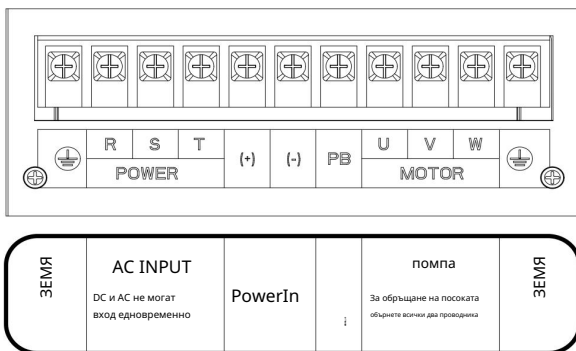 R S T (+) (-) PB U V W
POWER MOTOR
ЗЕМЯ
AC INPUT
DC и AC не могат
вход едновременно
PowerIn
помпа
За обръщане на посоката
обърнете всички два проводника
ЗЕМЯ